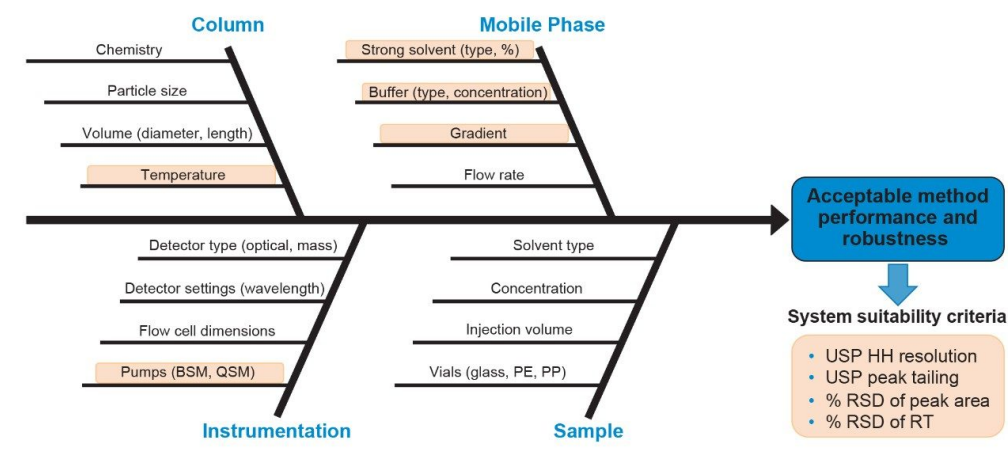 Column
Chemistry
Particle size
Volume (diameter, length)
Temperature
Mobile Phase
Strong solvent (type, %)
Buffer (type, concentration)
Gradient
Flow rate
Detector type (optical, mass)
Detector settings (wavelength)
Flow cell dimensions
Pumps (BSM, QSM)
Instrumentation
Solvent type
Concentration
Injection volume
Vials (glass, PE, PP)
Sample
Acceptable method
performance and
robustness
System suitability criteria
• USP HH resolution
• USP peak tailing
• % RSD of peak area
• % RSD of RT